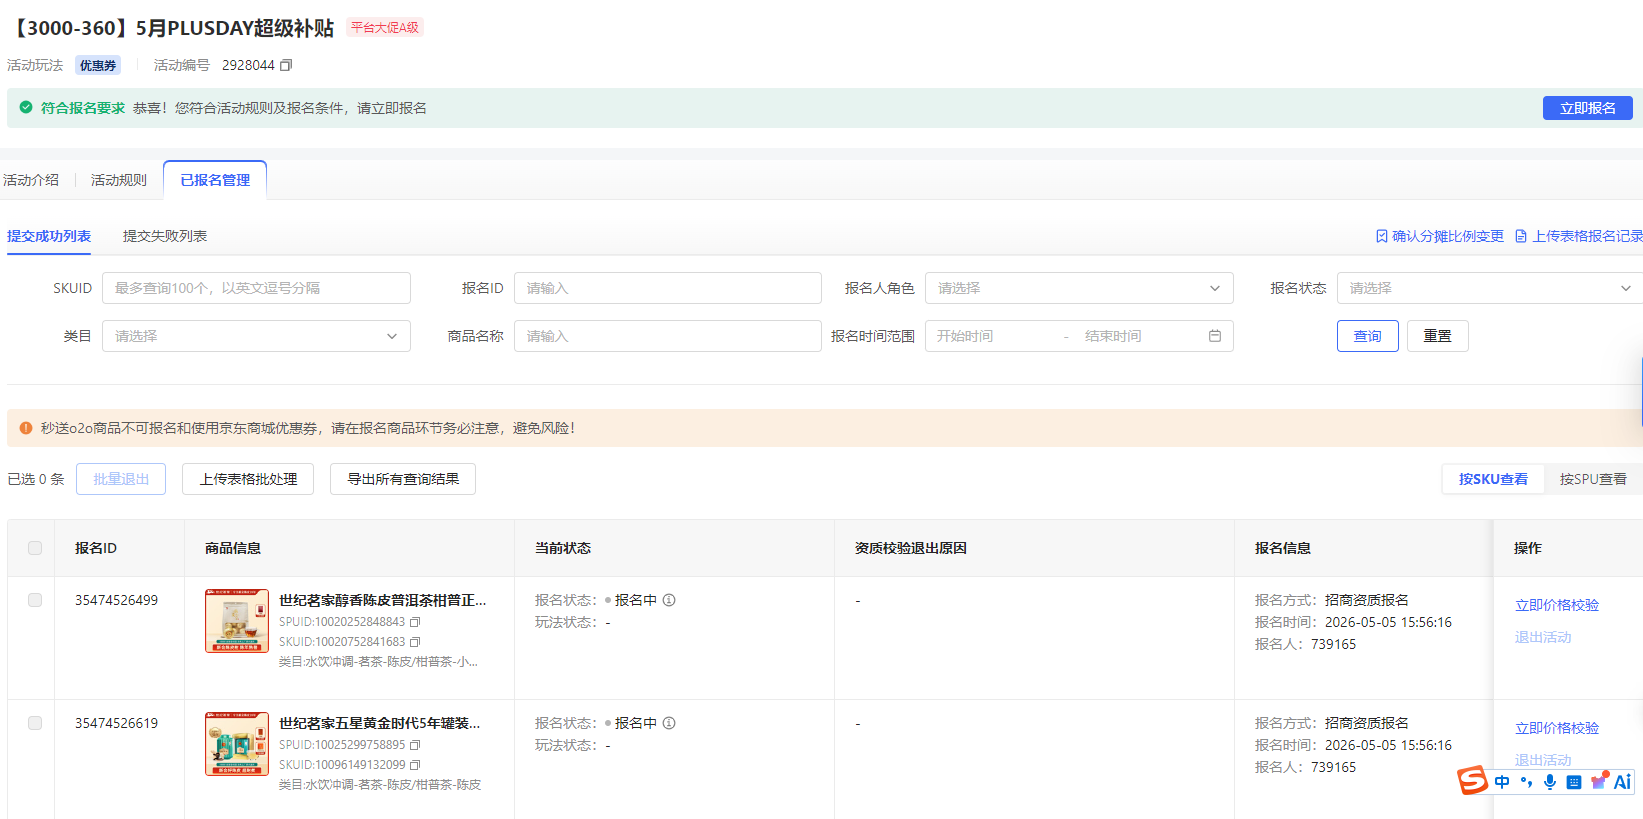 【3000-360】5月PLUSDAY超级补贴 平台大促A级
活动玩法 优惠券 活动编号 2928044
符合报名要求 恭喜！您符合活动规则及报名条件，请立即报名 立即报名
活动介绍 活动规则 已报名管理
提交成功列表 提交失败列表 确认分摊比例变更 上传表格报名记录
SKUID 最多查询100个，以英文逗号分隔 报名ID 请输入 报名人角色 请选择 报名状态 请选择
类目 请选择 商品名称 请输入 报名时间范围 开始时间 - 结束时间 查询 重置
秒送o2o商品不可报名和使用京东商城优惠券，请在报名商品环节务必注意，避免风险！
已选 0 条 批量退出 上传表格批处理 导出所有查询结果 按SKU查看 按SPU查看
报名ID 商品信息 当前状态 资质校验退出原因 报名信息 操作
35474526499 世纪茗家醇香陈皮普洱茶柑普正... 报名状态： 报名中 - 报名方式：招商资质报名 立即价格校验
SPUID:10020252848843 玩法状态：- 报名时间：2026-05-05 15:56:16 退出活动
SKUID:10020752841683 报名人：739165
类目:水饮冲调-茗茶-陈皮/柑普茶-小...
35474526619 世纪茗家五星黄金时代5年罐装... 报名状态： 报名中 - 报名方式：招商资质报名 立即价格校验
SPUID:10025299758895 玩法状态：- 报名时间：2026-05-05 15:56:16 退出活动
SKUID:10096149132099 报名人：739165
类目:水饮冲调-茗茶-陈皮/柑普茶-陈皮
中 Ai